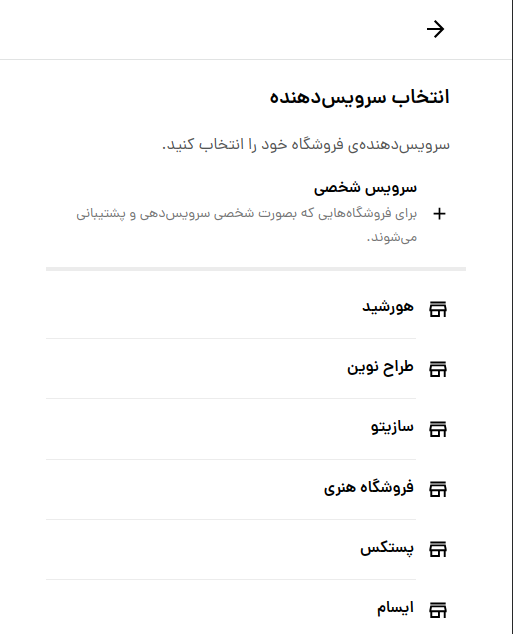 انتخاب سرویس‌دهنده
سرویس‌دهنده‌ی فروشگاه خود را انتخاب کنید.
سرویس شخصی
برای فروشگاه‌هایی که بصورت شخصی سرویس‌دهی و پشتیبانی
می‌شوند.
هورشید
طراح نوین
سازیتو
فروشگاه هنری
پستکس
ایسام